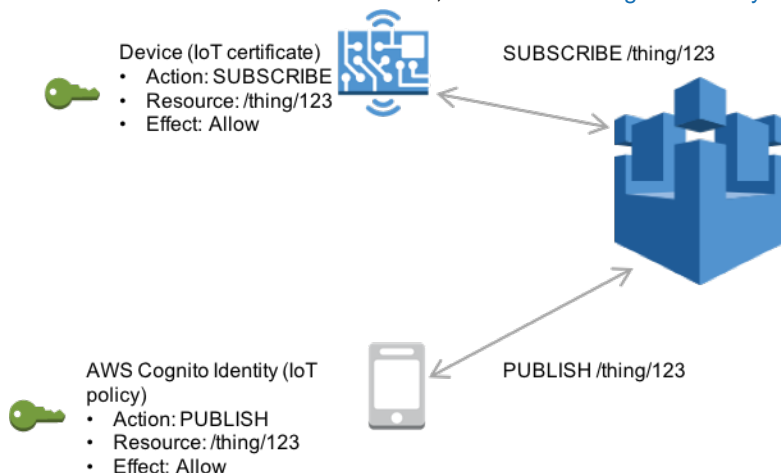 Device (IoT certificate)
• Action: SUBSCRIBE
• Resource: /thing/123
• Effect: Allow
SUBSCRIBE /thing/123
AWS Cognito Identity (IoT
policy)
• Action: PUBLISH
• Resource: /thing/123
• Effect: Allow
PUBLISH /thing/123